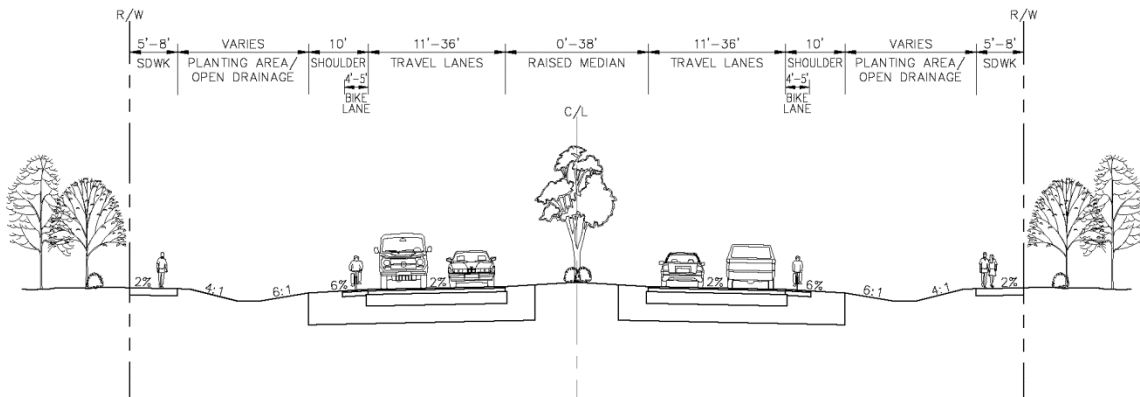 R/W R/W
5'-8' VARIES 10' 11'-36' 0'-38' 11'-36' 10' VARIES 5'-8'
SDWK PLANTING AREA/ SHOULDER TRAVEL LANES RAISED MEDIAN TRAVEL LANES SHOULDER PLANTING AREA/ SDWK
OPEN DRAINAGE 4'-5' 4'-5' OPEN DRAINAGE
BIKE BIKE
LANE LANE
C/L
2% 4:1 6:1 6% 2% 2% 6% 6:1 4:1 2%